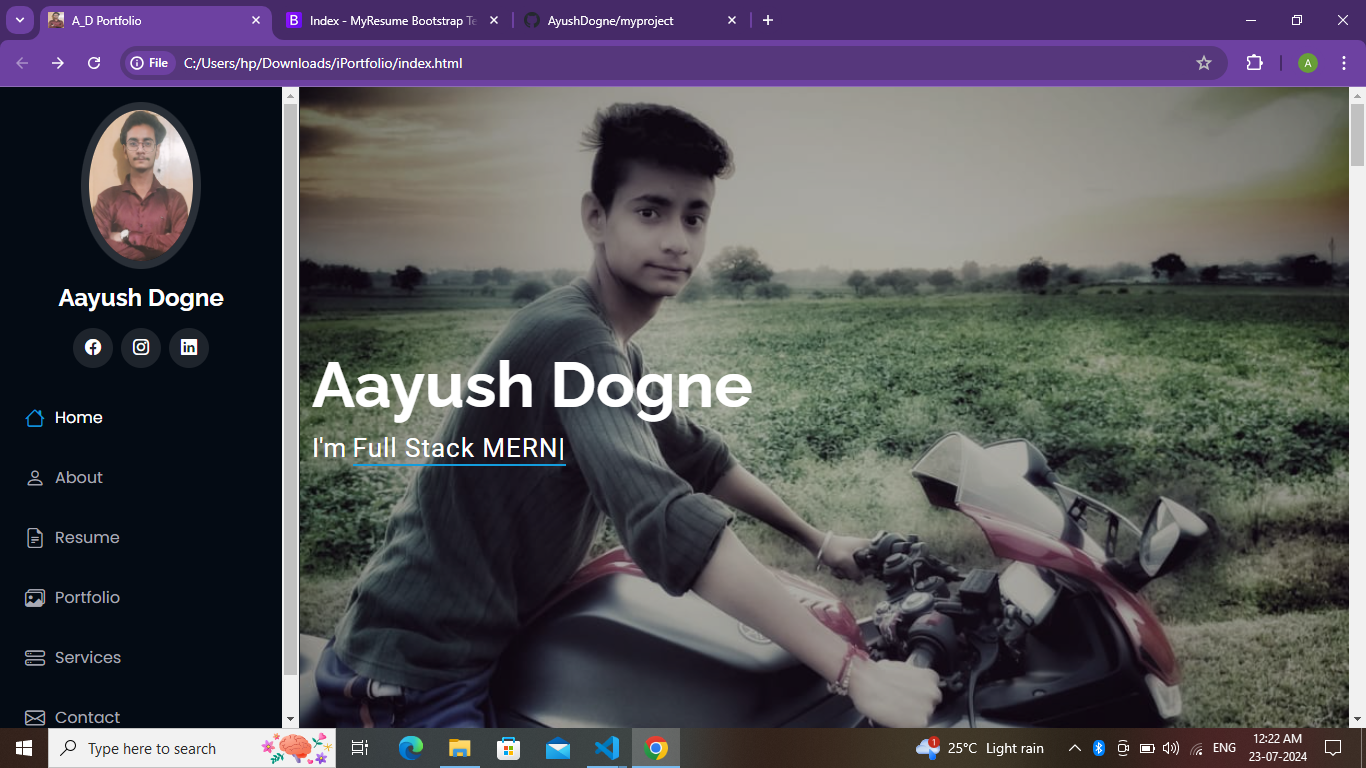 A_D Portfolio
Index - MyResume Bootstrap Te
AyushDogne/myproject
File
C:/Users/hp/Downloads/iPortfolio/index.html
A
Aayush Dogne
Home
About
Resume
Portfolio
Services
Contact
Aayush Dogne
I'm Full Stack MERN|
Type here to search
1
25°C Light rain
ENG
12:22 AM
23-07-2024